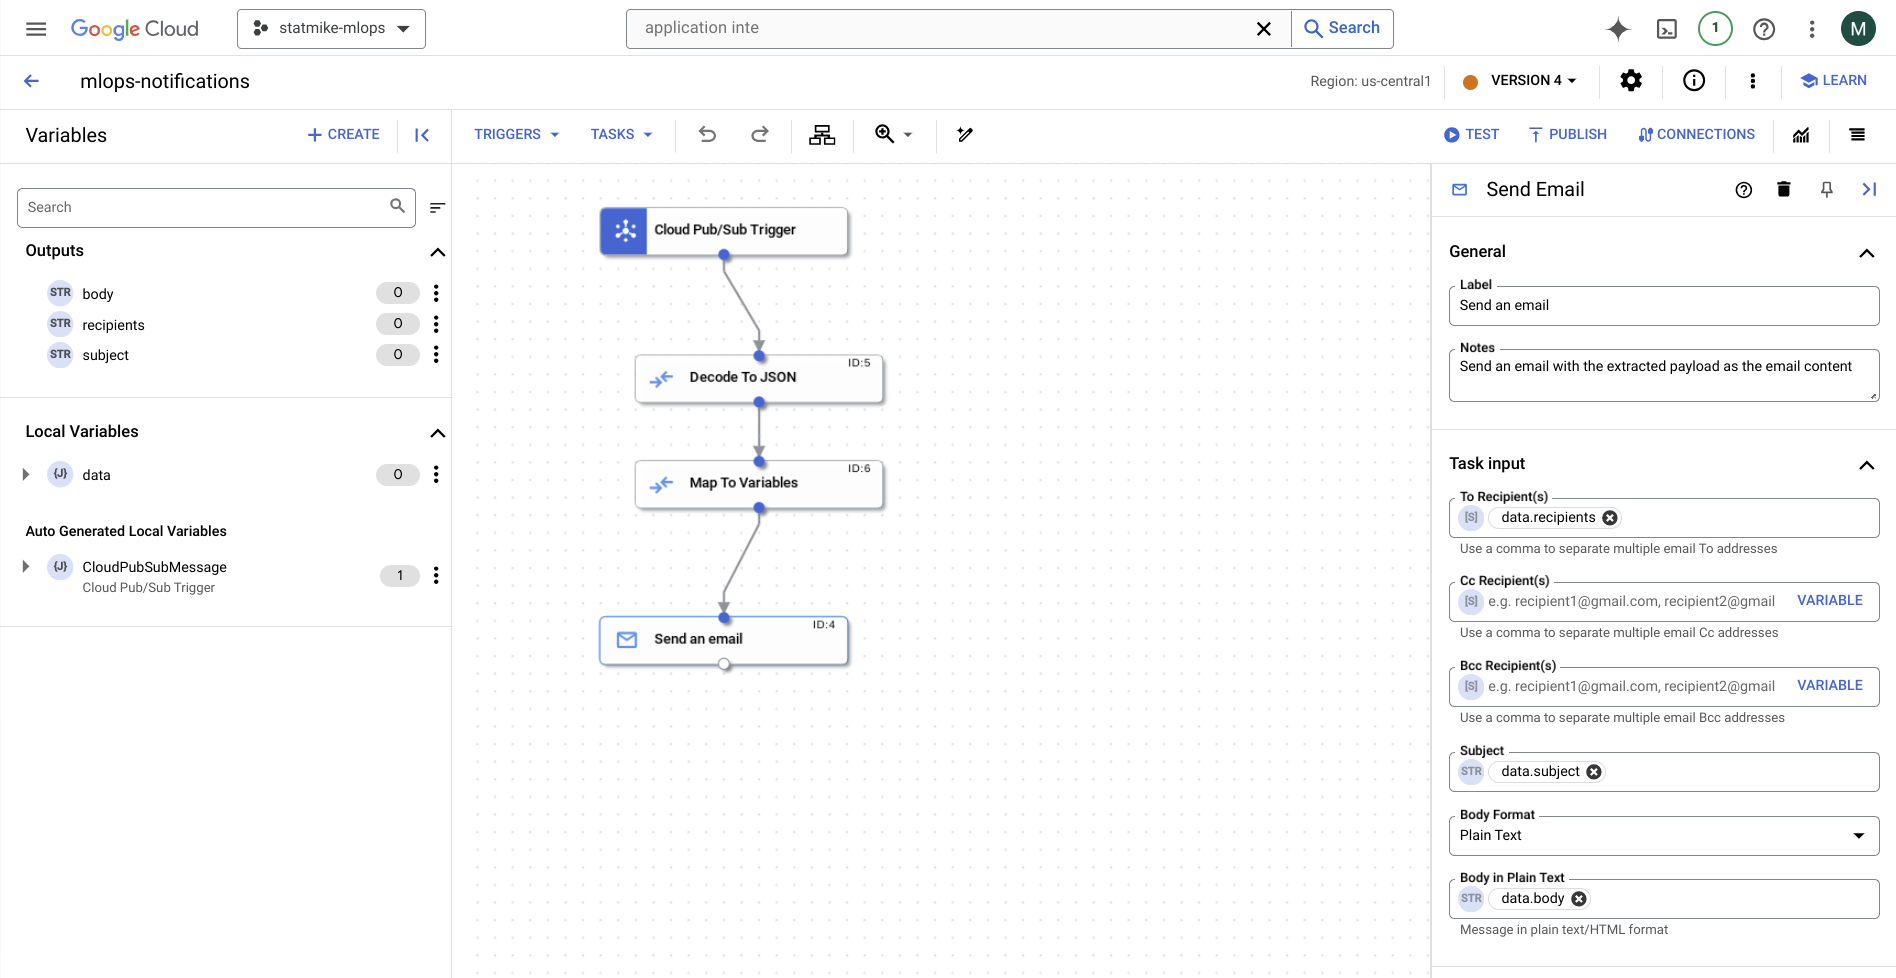 Google Cloud
statmike-mlops
application inte
Search
1
M
mlops-notifications
Region: us-central1
VERSION 4
LEARN
Variables
CREATE
TRIGGERS
TASKS
TEST
PUBLISH
CONNECTIONS
Search
Outputs
STR body 0
STR recipients 0
STR subject 0
Local Variables
{J} data 0
Auto Generated Local Variables
{J} CloudPubSubMessage 1
Cloud Pub/Sub Trigger
Cloud Pub/Sub Trigger
ID:5
Decode To JSON
ID:6
Map To Variables
ID:4
Send an email
Send Email
General
Label
Send an email
Notes
Send an email with the extracted payload as the email content
Task input
To Recipient(s)
[S] data.recipients
Use a comma to separate multiple email To addresses
Cc Recipient(s)
[S] e.g. recipient1@gmail.com, recipient2@gmail VARIABLE
Use a comma to separate multiple email Cc addresses
Bcc Recipient(s)
[S] e.g. recipient1@gmail.com, recipient2@gmail VARIABLE
Use a comma to separate multiple email Bcc addresses
Subject
STR data.subject
Body Format
Plain Text
Body in Plain Text
STR data.body
Message in plain text/HTML format